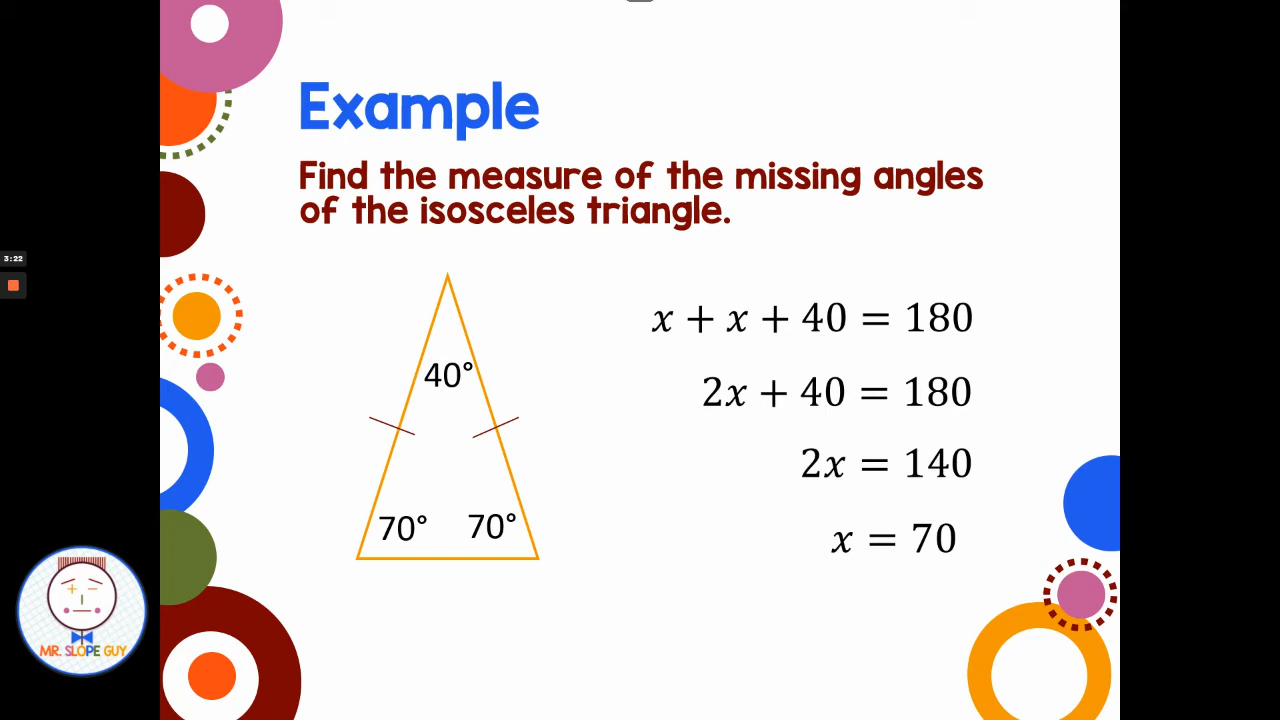 Example
Find the measure of the missing angles
of the isosceles triangle.
3:22
40°
70° 70°
x + x + 40 = 180
2x + 40 = 180
2x = 140
x = 70
MR. SLOPE GUY